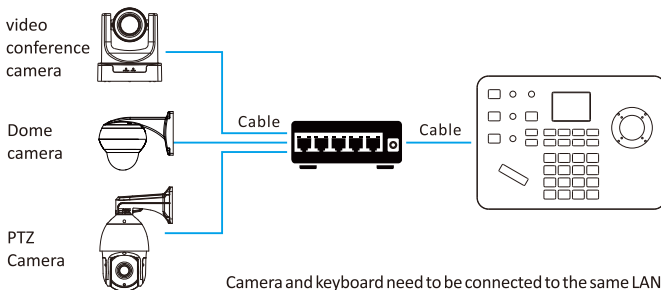 video
conference
camera
Cable
Cable
Dome
camera
PTZ
Camera
Camera and keyboard need to be connected to the same LAN